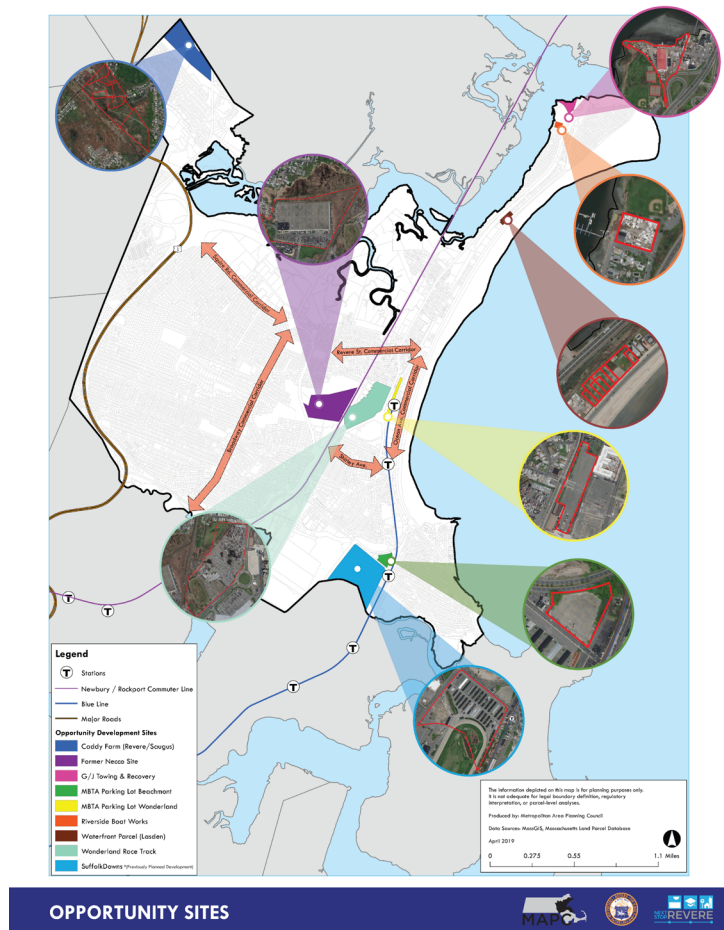 1
Squire Rd. Commercial Corridor
Broadway Commercial Corridor
Revere St. Commercial Corridor
Ocean Ave. Commercial Corridor
Shirley Ave.
T
T
T
T
T
T
T
Legend
T Stations
Newbury / Rockport Commuter Line
Blue Line
Major Roads
Opportunity Development Sites
Caddy Farm (Revere/Saugus)
Former Necco Site
G/J Towing & Recovery
MBTA Parking Lot Beachmont
MBTA Parking Lot Wonderland
Riverside Boat Works
Waterfront Parcel (Lasden)
Wonderland Race Track
SuffolkDowns *(Previously Planned Development)
The information depicted on this map is for planning purposes only.
It is not adequate for legal boundary definition, regulatory
interpretation, or parcel-level analyses.
Produced by: Metropolitan Area Planning Council
Data Sources: MassGIS, Massachusetts Land Parcel Database
April 2019
0 0.275 0.55 1.1 Miles
OPPORTUNITY SITES
MAPC
NEXT
STOP REVERE